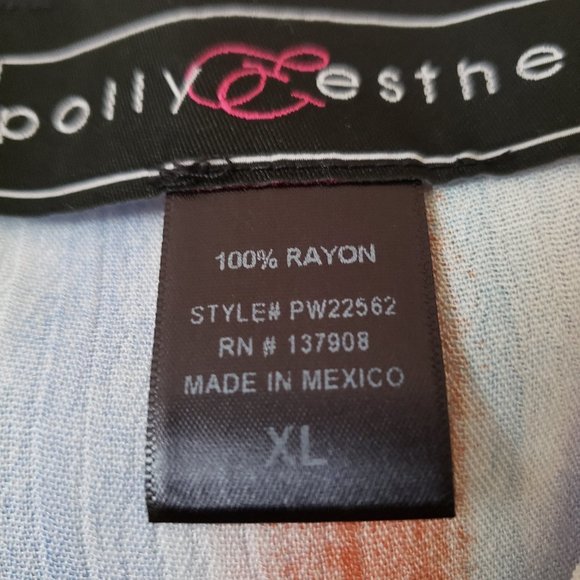 polly & esthe
100% RAYON
STYLE# PW22562
RN # 137908
MADE IN MEXICO
XL